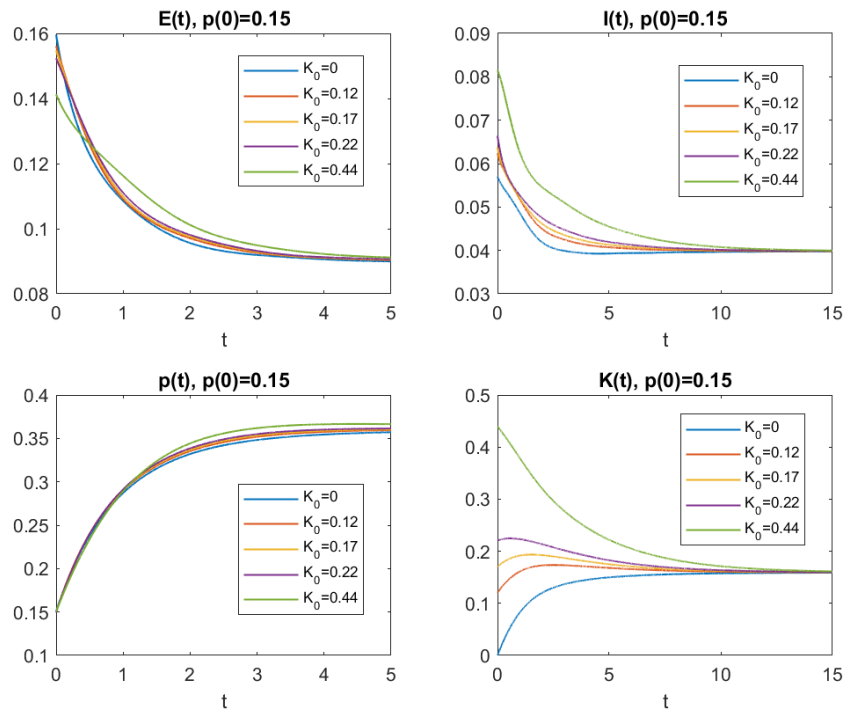 E(t), p(0)=0.15
0.16
0.14
0.12
0.1
0.08
0 1 2 3 4 5
t
K₀=0
K₀=0.12
K₀=0.17
K₀=0.22
K₀=0.44
I(t), p(0)=0.15
0.09
0.08
0.07
0.06
0.05
0.04
0.03
0 5 10 15
t
K₀=0
K₀=0.12
K₀=0.17
K₀=0.22
K₀=0.44
p(t), p(0)=0.15
0.4
0.35
0.3
0.25
0.2
0.15
0.1
0 1 2 3 4 5
t
K₀=0
K₀=0.12
K₀=0.17
K₀=0.22
K₀=0.44
K(t), p(0)=0.15
0.5
0.4
0.3
0.2
0.1
0
0 5 10 15
t
K₀=0
K₀=0.12
K₀=0.17
K₀=0.22
K₀=0.44